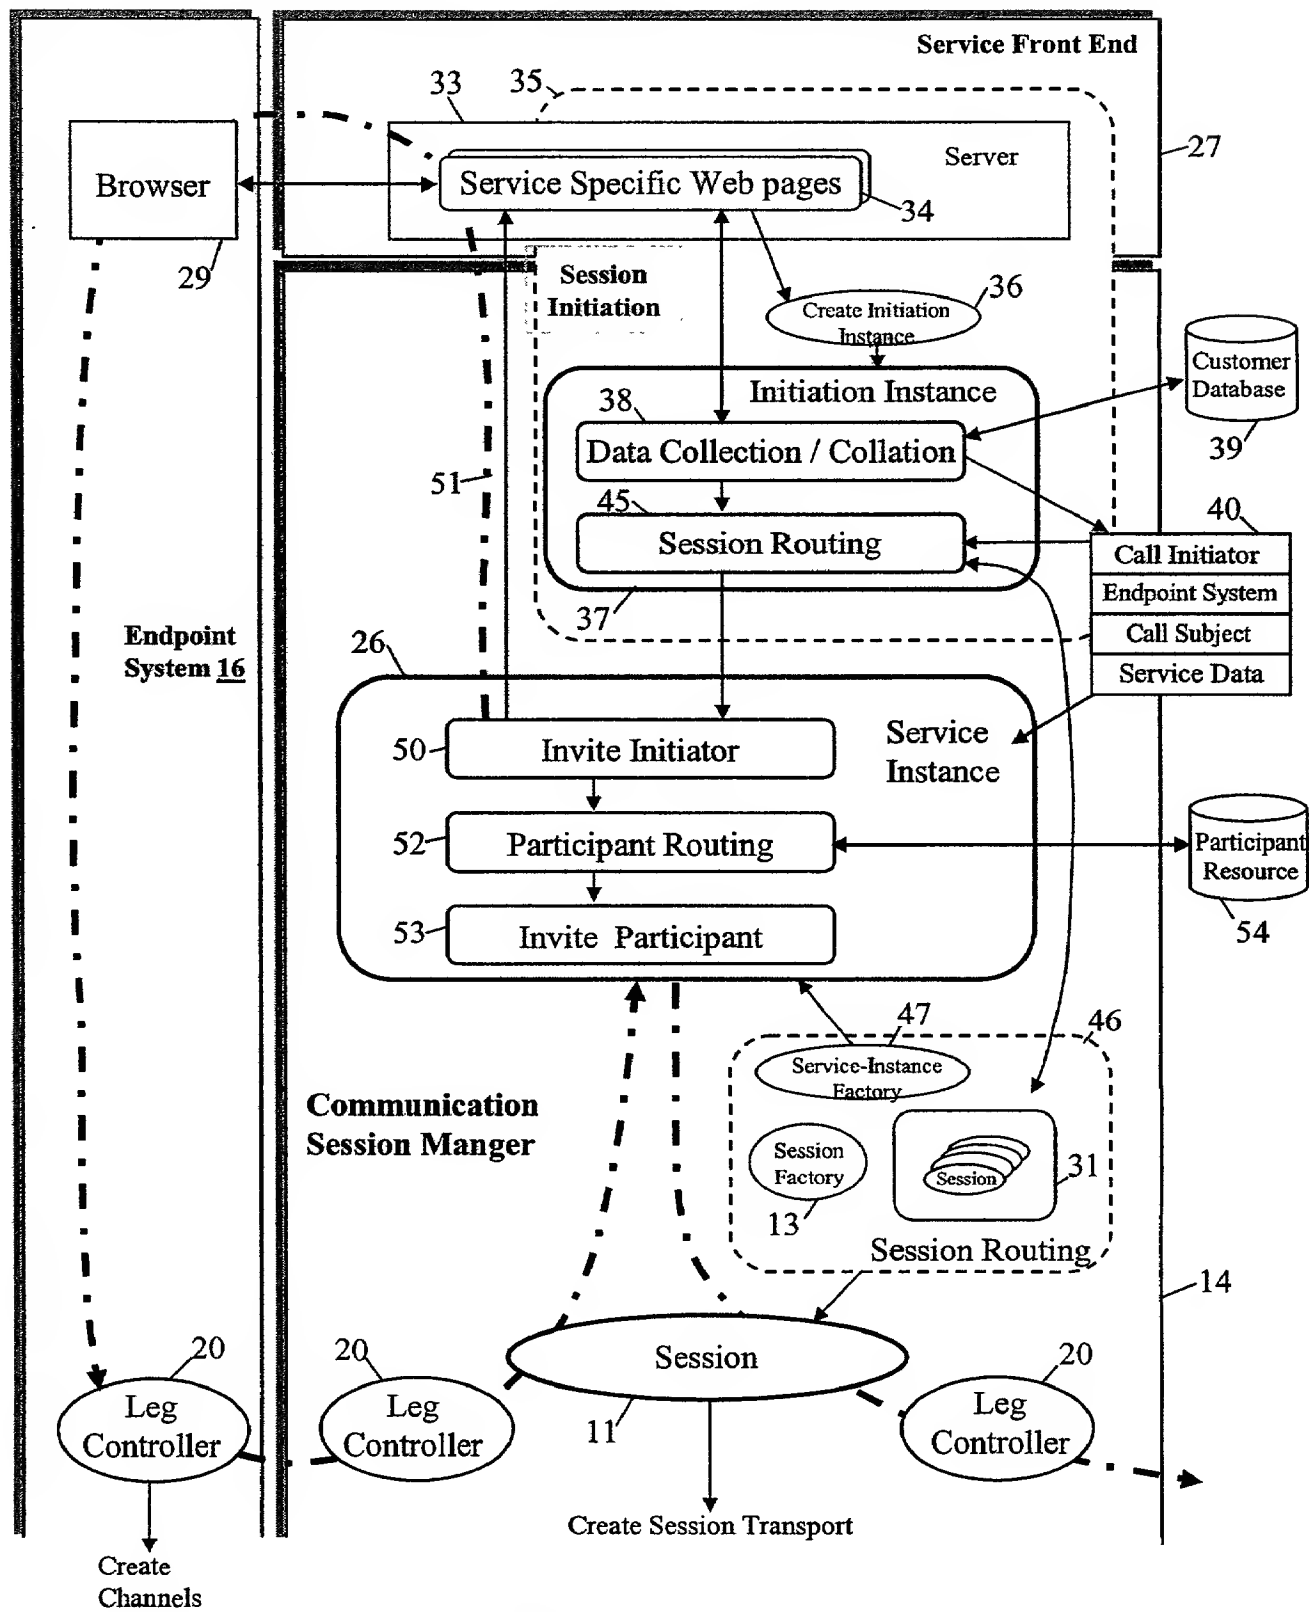 Service Front End
33
35
Server
27
Browser
Service Specific Web pages
34
29
Session
Initiation
36
Create Initiation
Instance
Customer
Database
39
Initiation Instance
38
Data Collection / Collation
51
45
Session Routing
40
Call Initiator
Endpoint System
Call Subject
Service Data
37
Endpoint
System 16
26
Service
Instance
50
Invite Initiator
52
Participant Routing
Participant
Resource
54
53
Invite Participant
47
46
Service-Instance
Factory
Communication
Session Manger
Session
Factory
13
Session
31
Session Routing
14
20
Leg
Controller
20
Leg
Controller
Session
11
20
Leg
Controller
Create Session Transport
Create
Channels